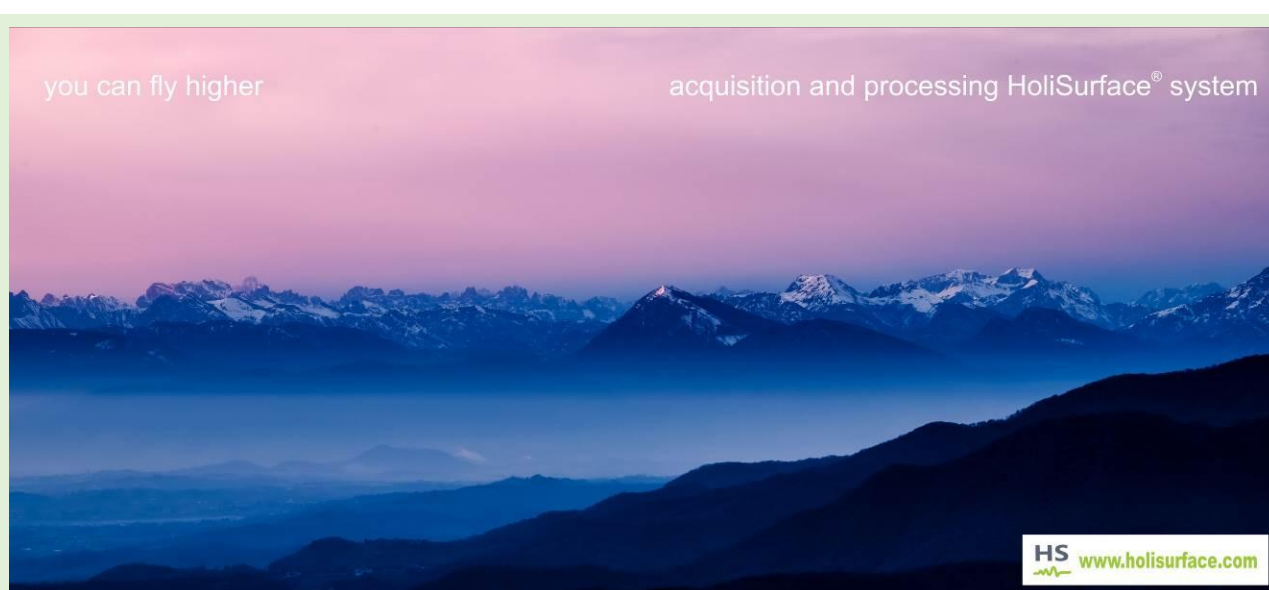 you can fly higher
acquisition and processing HoliSurface® system
HS www.holisurface.com